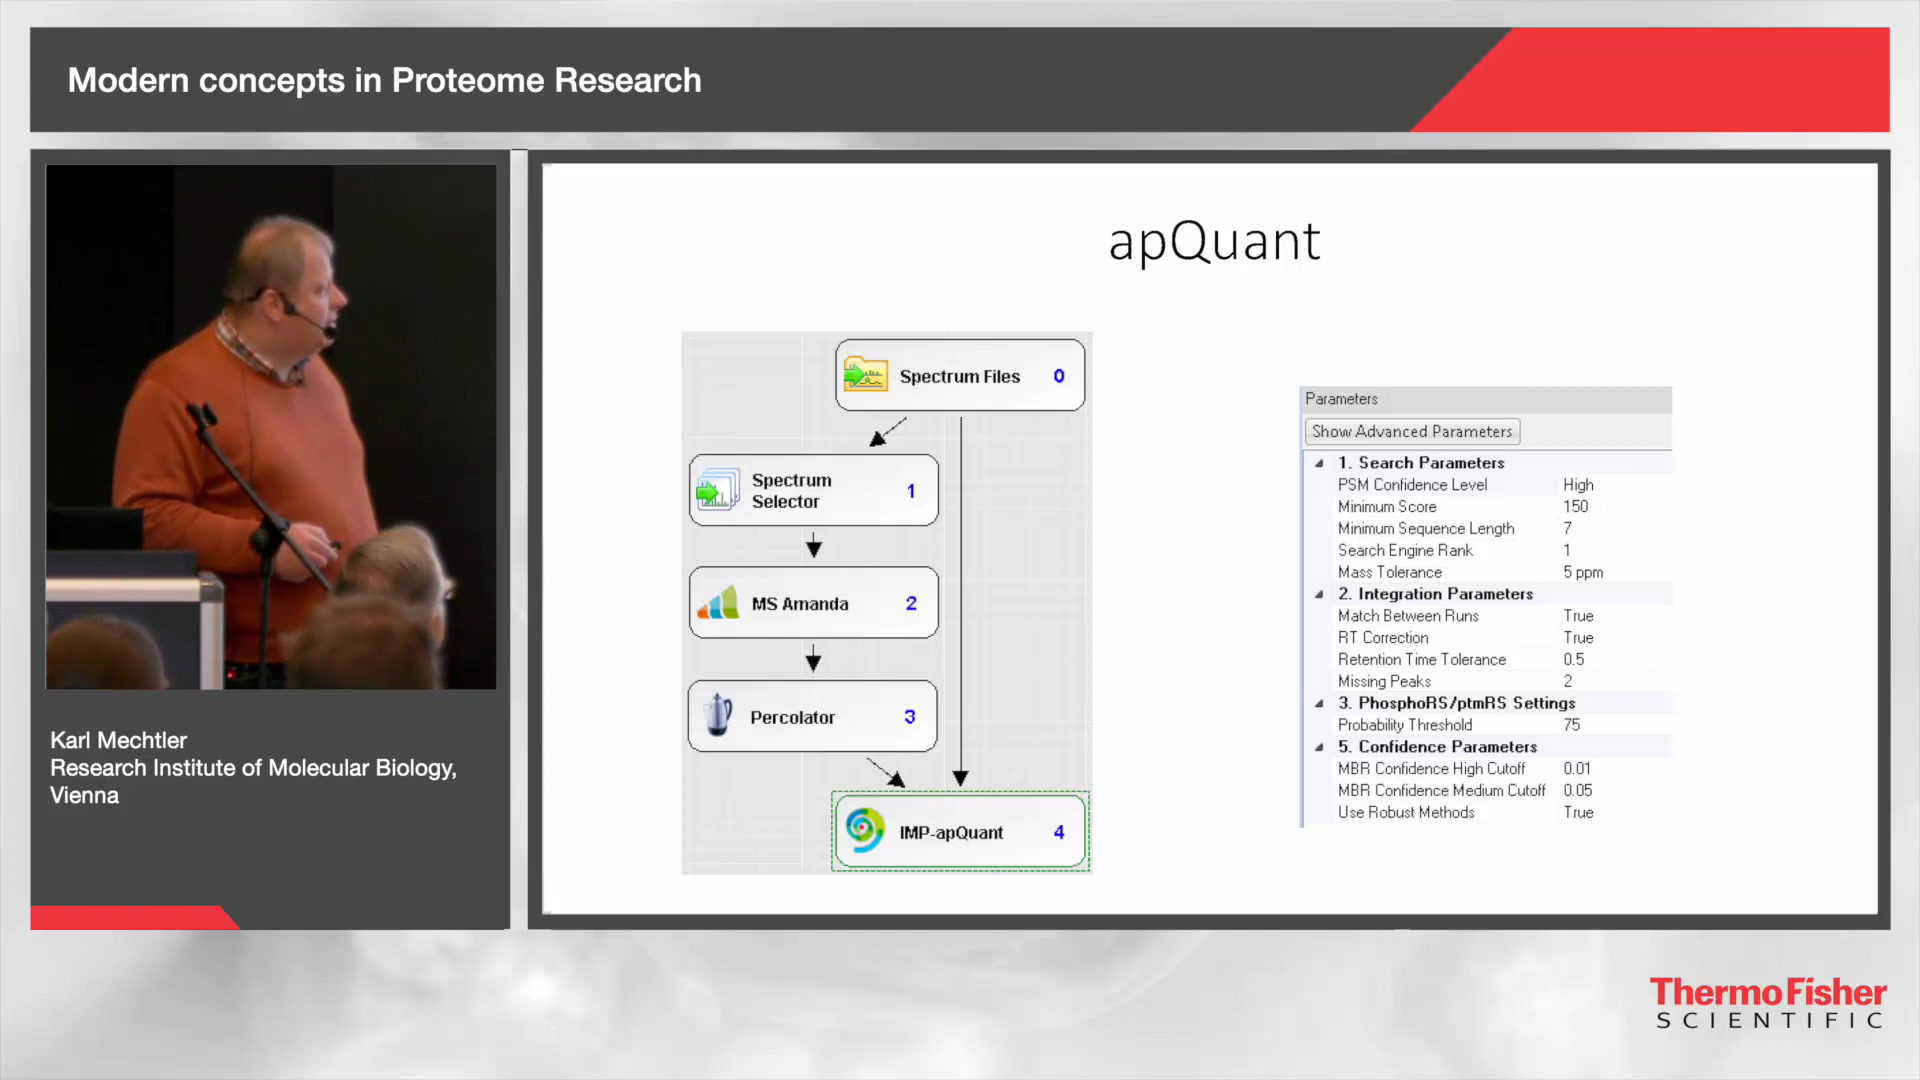 Modern concepts in Proteome Research
Karl Mechtler
Research Institute of Molecular Biology,
Vienna
apQuant
Spectrum Files 0
Spectrum
Selector
1
MS Amanda 2
Percolator 3
IMP-apQuant 4
Parameters
Show Advanced Parameters
1. Search Parameters
PSM Confidence Level High
Minimum Score 150
Minimum Sequence Length 7
Search Engine Rank 1
Mass Tolerance 5 ppm
2. Integration Parameters
Match Between Runs True
RT Correction True
Retention Time Tolerance 0.5
Missing Peaks 2
3. PhosphoRS/ptmRS Settings
Probability Threshold 75
5. Confidence Parameters
MBR Confidence High Cutoff 0.01
MBR Confidence Medium Cutoff 0.05
Use Robust Methods True
ThermoFisher
SCIENTIFIC